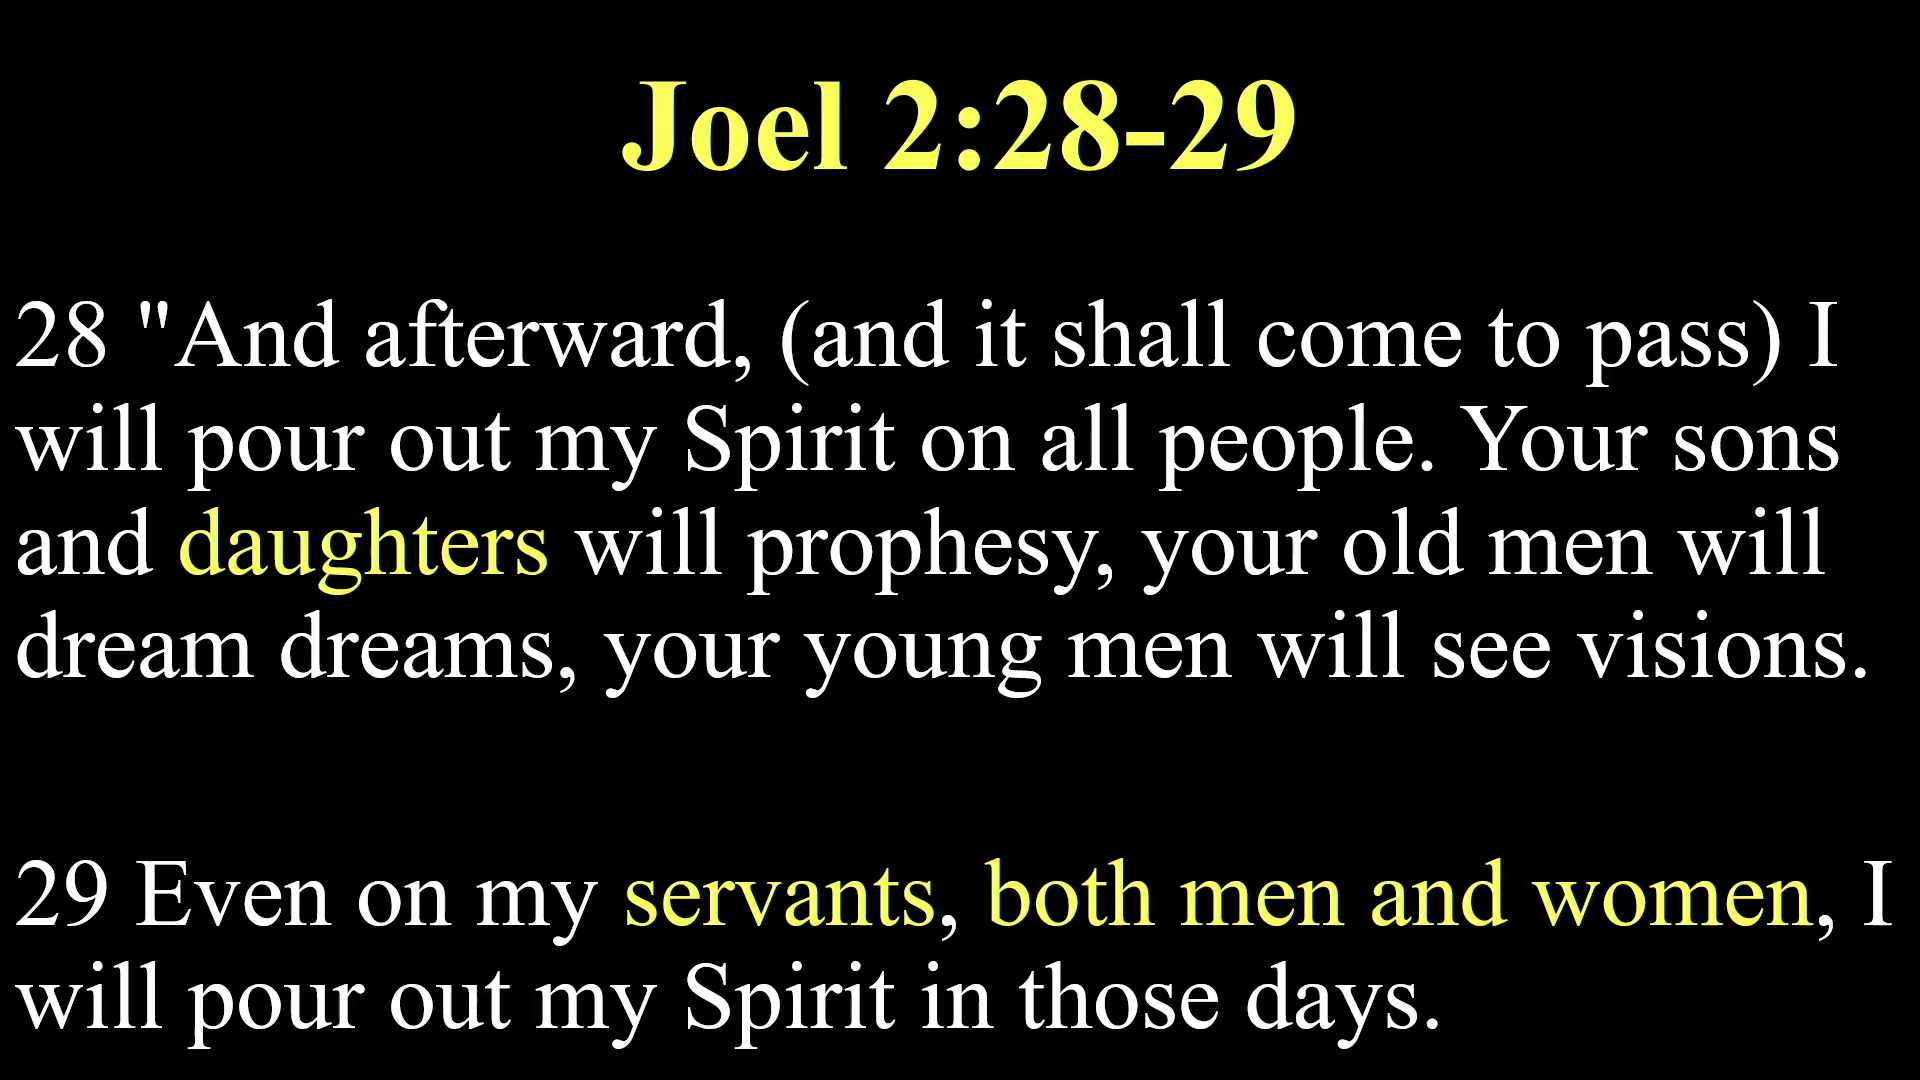 Joel 2:28-29
28 "And afterward, (and it shall come to pass) I
will pour out my Spirit on all people. Your sons
and daughters will prophesy, your old men will
dream dreams, your young men will see visions.
29 Even on my servants, both men and women, I
will pour out my Spirit in those days.